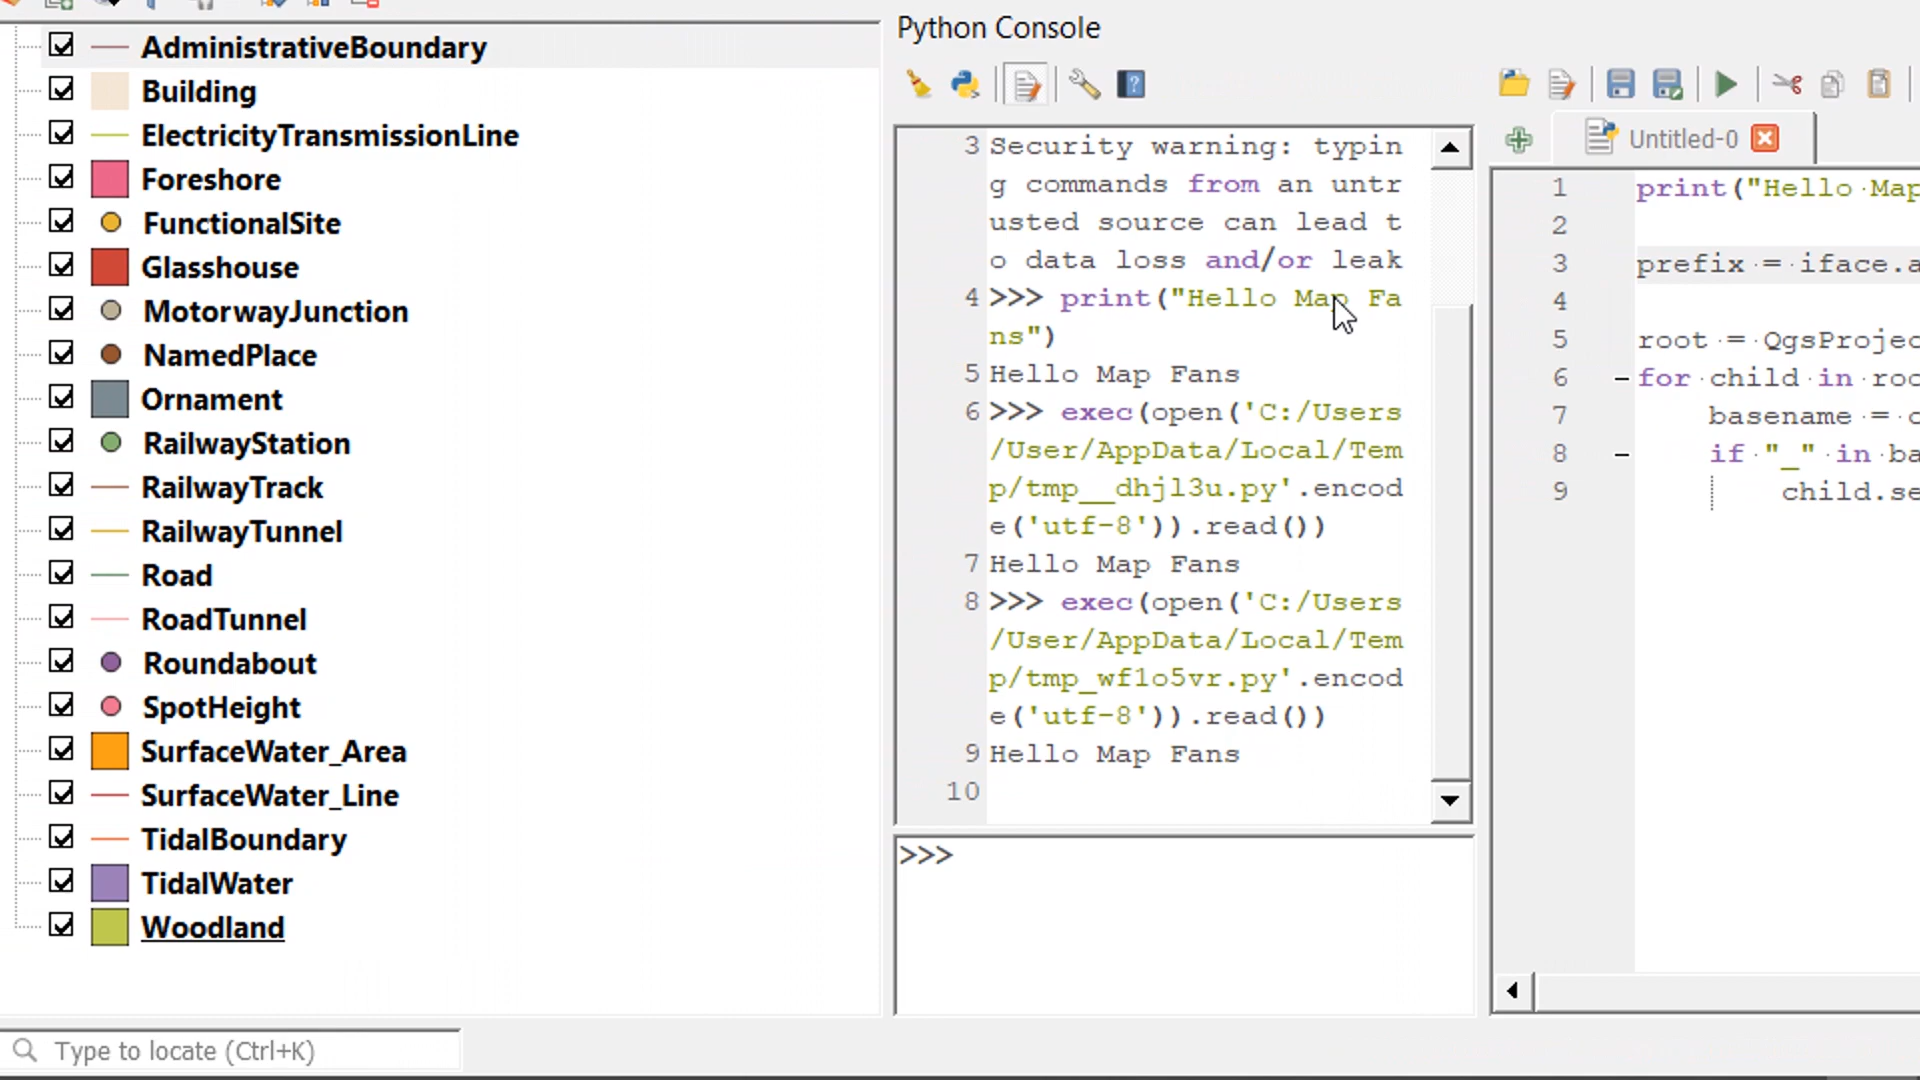 AdministrativeBoundary
Building
ElectricityTransmissionLine
Foreshore
FunctionalSite
Glasshouse
MotorwayJunction
NamedPlace
Ornament
RailwayStation
RailwayTrack
RailwayTunnel
Road
RoadTunnel
Roundabout
SpotHeight
SurfaceWater_Area
SurfaceWater_Line
TidalBoundary
TidalWater
Woodland
Type to locate (Ctrl+K)
Python Console
3 Security warning: typin
g commands from an untr
usted source can lead t
o data loss and/or leak
4 >>> print("Hello Map Fa
ns")
5 Hello Map Fans
6 >>> exec(open('C:/Users
/User/AppData/Local/Tem
p/tmp__dhjl3u.py'.encod
e('utf-8')).read())
7 Hello Map Fans
8 >>> exec(open('C:/Users
/User/AppData/Local/Tem
p/tmp_wf1o5vr.py'.encod
e('utf-8')).read())
9 Hello Map Fans
10
>>>
Untitled-0
1 print("Hello Map
2
3 prefix = iface.a
4
5 root = QgsProjec
6 for child in roo
7 basename = c
8 if "_" in ba
9 child.se